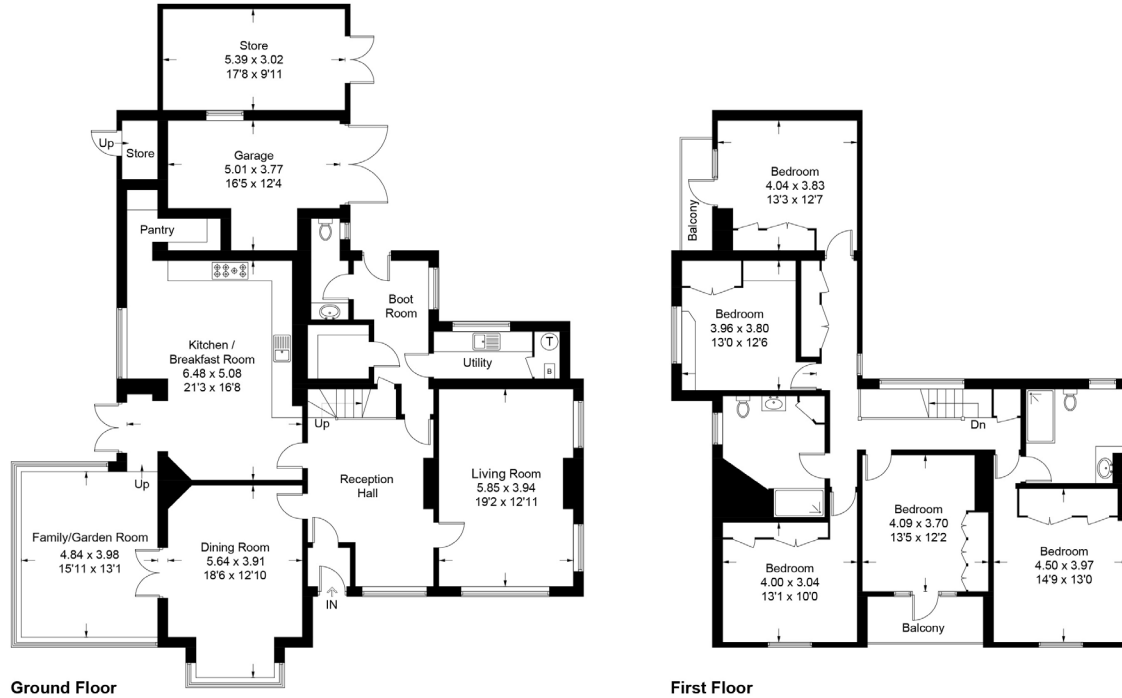 Store
5.39 x 3.02
17'8 x 9'11
Up
Store
Garage
5.01 x 3.77
16'5 x 12'4
Pantry
Boot
Room
Kitchen /
Breakfast Room
6.48 x 5.08
21'3 x 16'8
Utility
T
B
Up
Up
Reception
Hall
Living Room
5.85 x 3.94
19'2 x 12'11
Family/Garden Room
4.84 x 3.98
15'11 x 13'1
Dining Room
5.64 x 3.91
18'6 x 12'10
IN
Ground Floor
Balcony
Bedroom
4.04 x 3.83
13'3 x 12'7
Bedroom
3.96 x 3.80
13'0 x 12'6
Dn
Bedroom
4.09 x 3.70
13'5 x 12'2
Bedroom
4.00 x 3.04
13'1 x 10'0
Bedroom
4.50 x 3.97
14'9 x 13'0
Balcony
First Floor